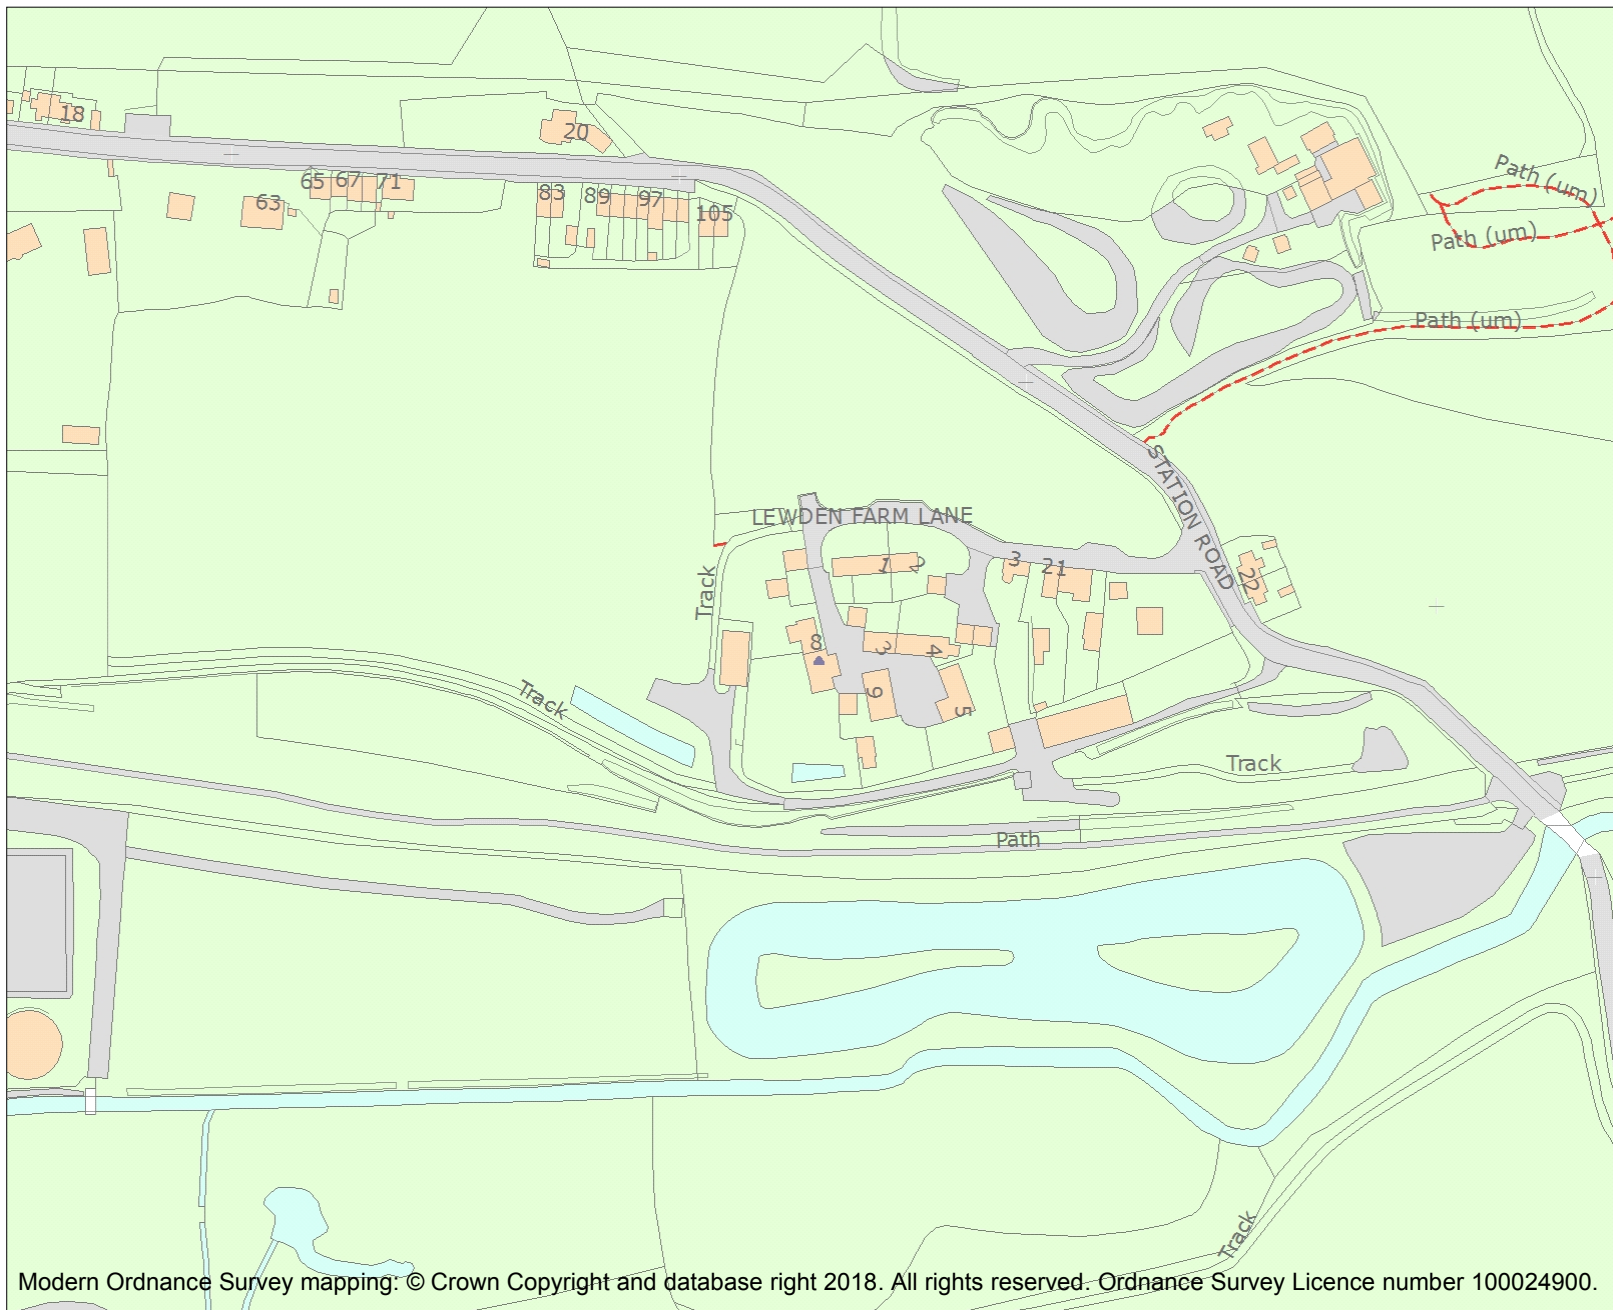 18
20
65 67 71
63
83 89 97
105
Path (um)
Path (um)
Path (um)
STATION ROAD
LEWDEN FARM LANE
1 2
3 21
22
Track
8
3 4
6
5
Track
Track
Path
Track
Modern Ordnance Survey mapping: © Crown Copyright and database right 2018. All rights reserved. Ordnance Survey Licence number 100024900.